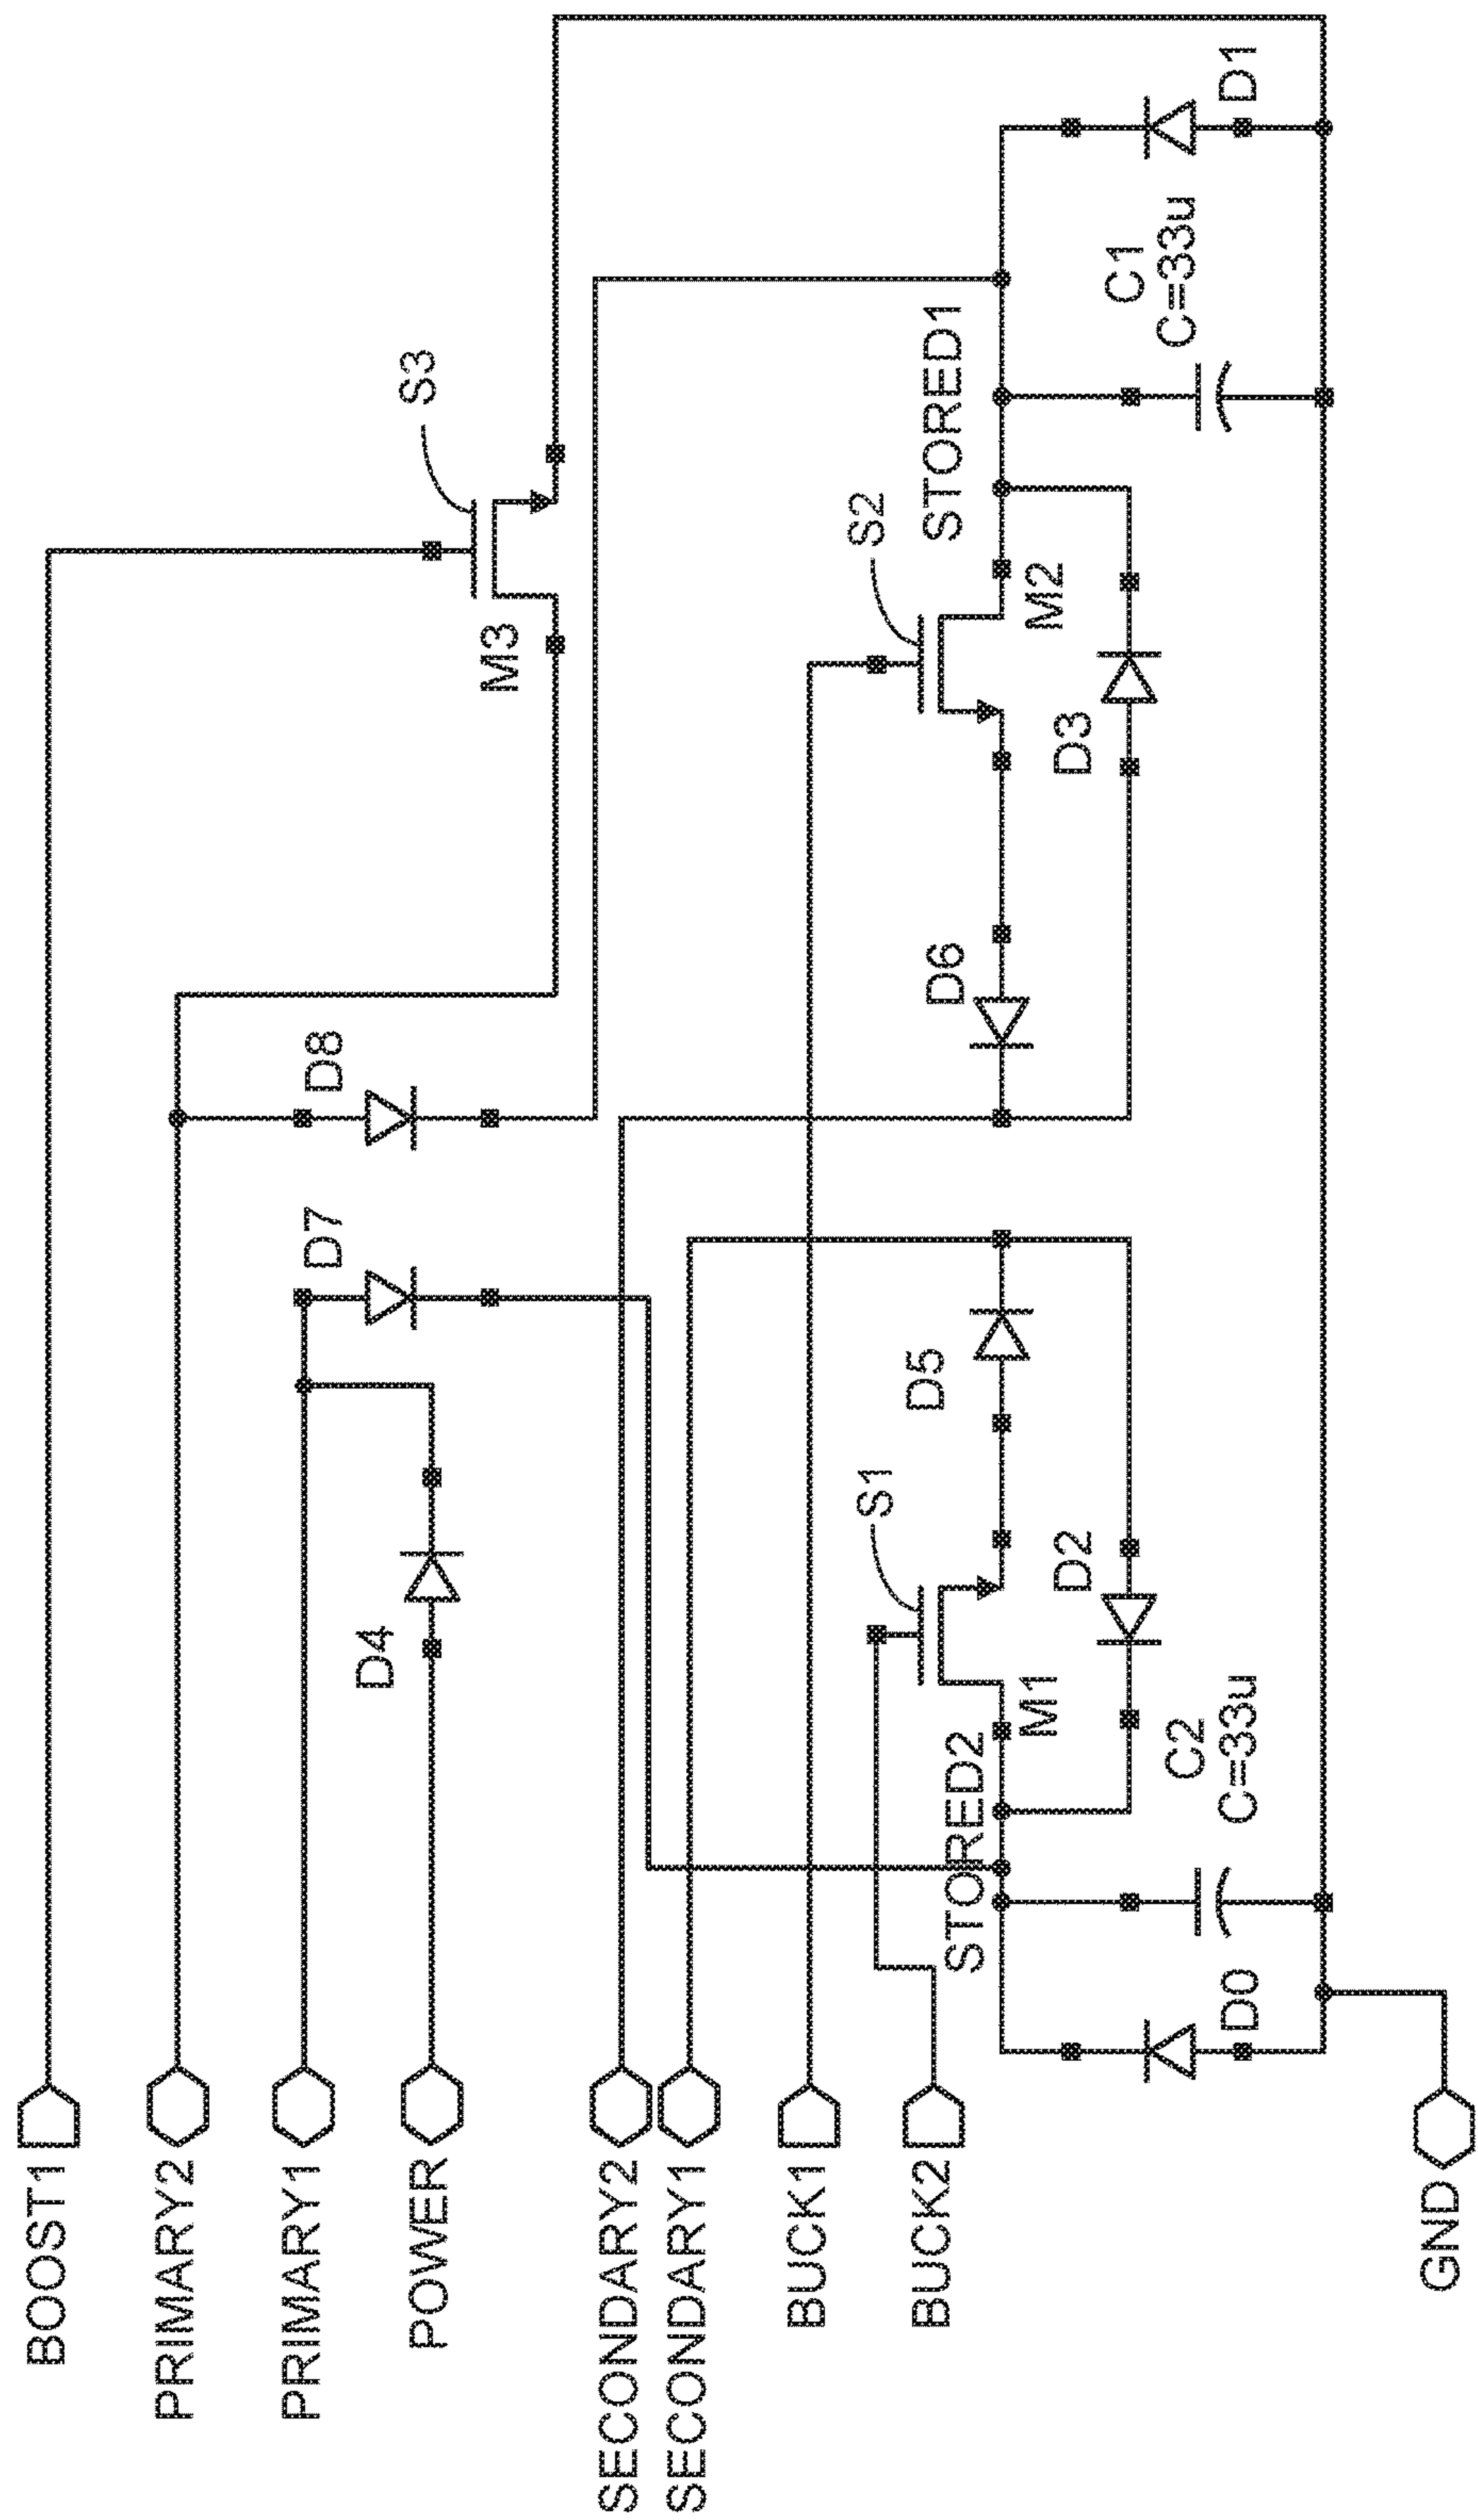 BOOST1
PRIMARY2
PRIMARY1
POWER
SECONDARY2
SECONDARY1
BUCK1
BUCK2
GND
D4
D7
D8
M3
S3
STORED2
M1
S1
D5
D2
C2
C=33u
D0
D6
D3
S2
M2
STORED1
C1
C=33u
D1